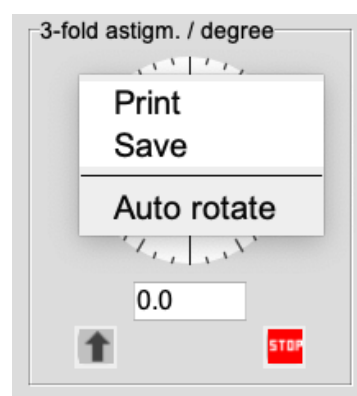 3-fold astigm. / degree
Print
Save
Auto rotate
0.0
STOP